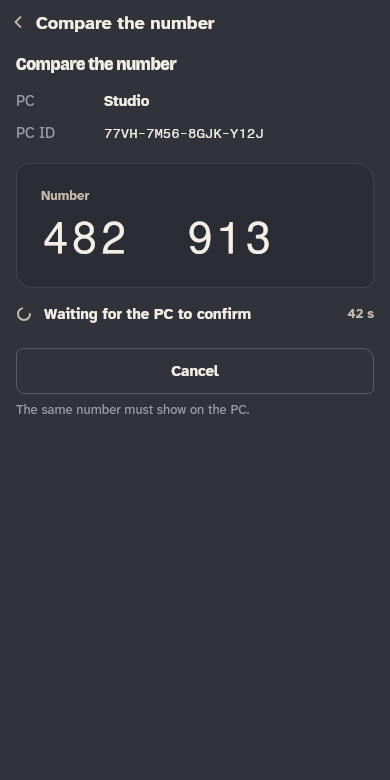 Compare the number
Compare the number
PC Studio
PC ID 77VH-7M56-8GJK-Y12J
Number
482 913
Waiting for the PC to confirm 42 s
Cancel
The same number must show on the PC.